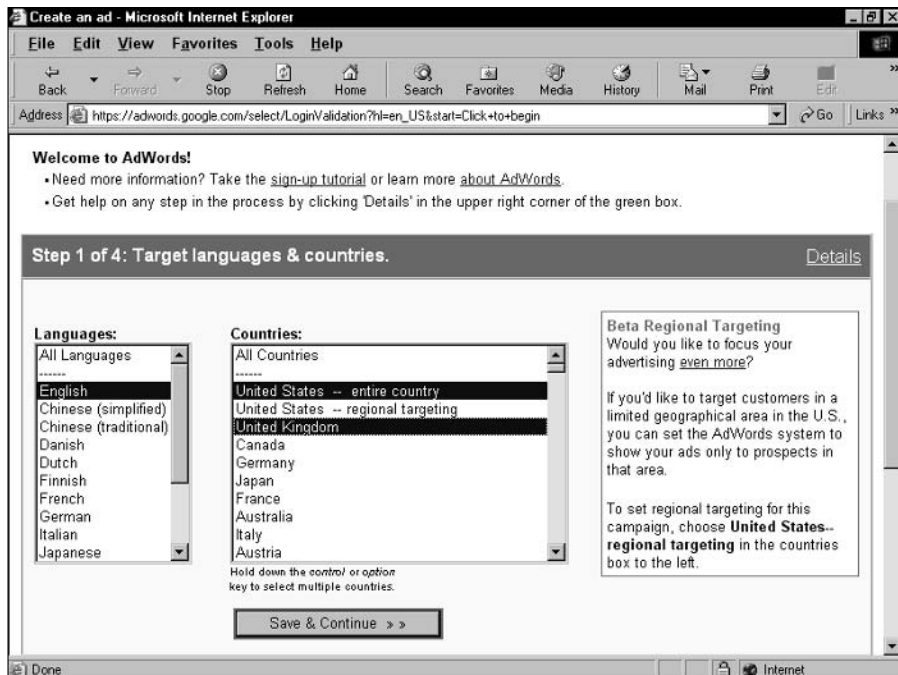 Create an ad - Microsoft Internet Explorer
File Edit View Favorites Tools Help
Back Forward Stop Refresh Home Search Favorites Media History Mail Print Edit
Address https://adwords.google.com/select/LoginValidation?hl=en_US&start=Click+to+begin Go Links »
Welcome to AdWords!
• Need more information? Take the sign-up tutorial or learn more about AdWords.
• Get help on any step in the process by clicking 'Details' in the upper right corner of the green box.
Step 1 of 4: Target languages & countries. Details
Languages:
All Languages
------
English
Chinese (simplified)
Chinese (traditional)
Danish
Dutch
Finnish
French
German
Italian
Japanese
Countries:
All Countries
------
United States -- entire country
United States -- regional targeting
United Kingdom
Canada
Germany
Japan
France
Australia
Italy
Austria
Hold down the control or option
key to select multiple countries.
Save & Continue » »
Beta Regional Targeting
Would you like to focus your
advertising even more?
If you'd like to target customers in a
limited geographical area in the U.S.,
you can set the AdWords system to
show your ads only to prospects in
that area.
To set regional targeting for this
campaign, choose United States--
regional targeting in the countries
box to the left.
Done Internet